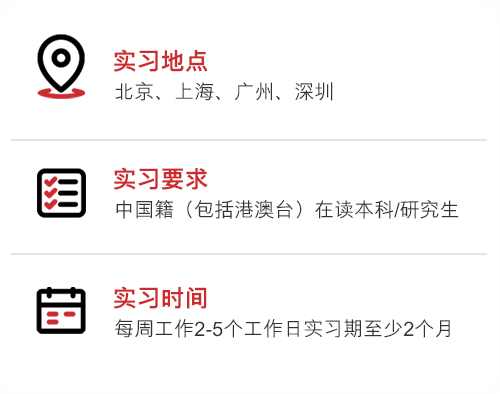 实习地点
北京、上海、广州、深圳
实习要求
中国籍（包括港澳台）在读本科/研究生
实习时间
每周工作2-5个工作日实习期至少2个月